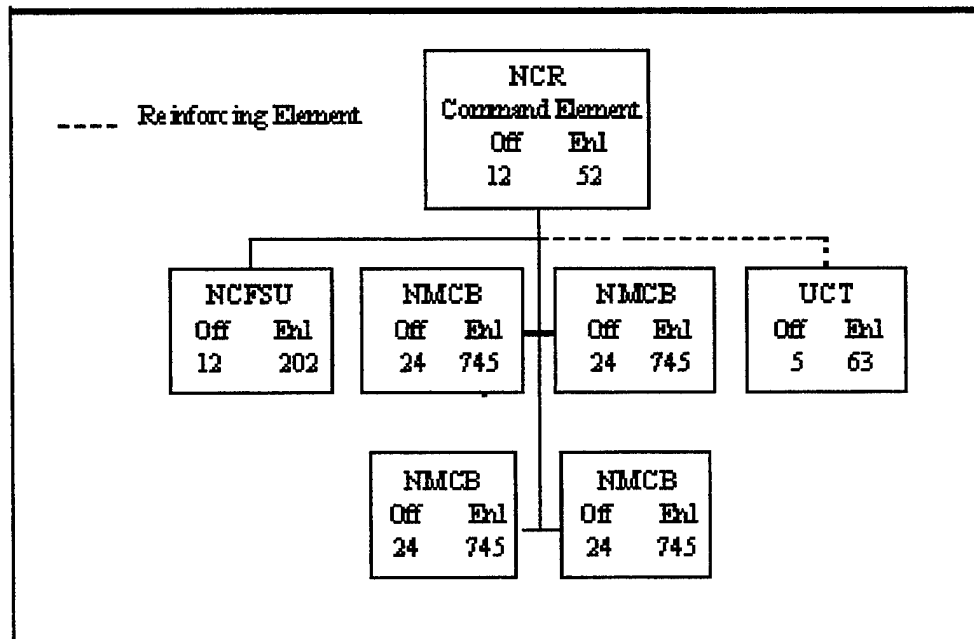 NCR
Command Element
Off Enl
12 52
---- Reinforcing Element
NCFSU
Off Enl
12 202
NMCB
Off Enl
24 745
NMCB
Off Enl
24 745
UCT
Off Enl
5 63
NMCB
Off Enl
24 745
NMCB
Off Enl
24 745